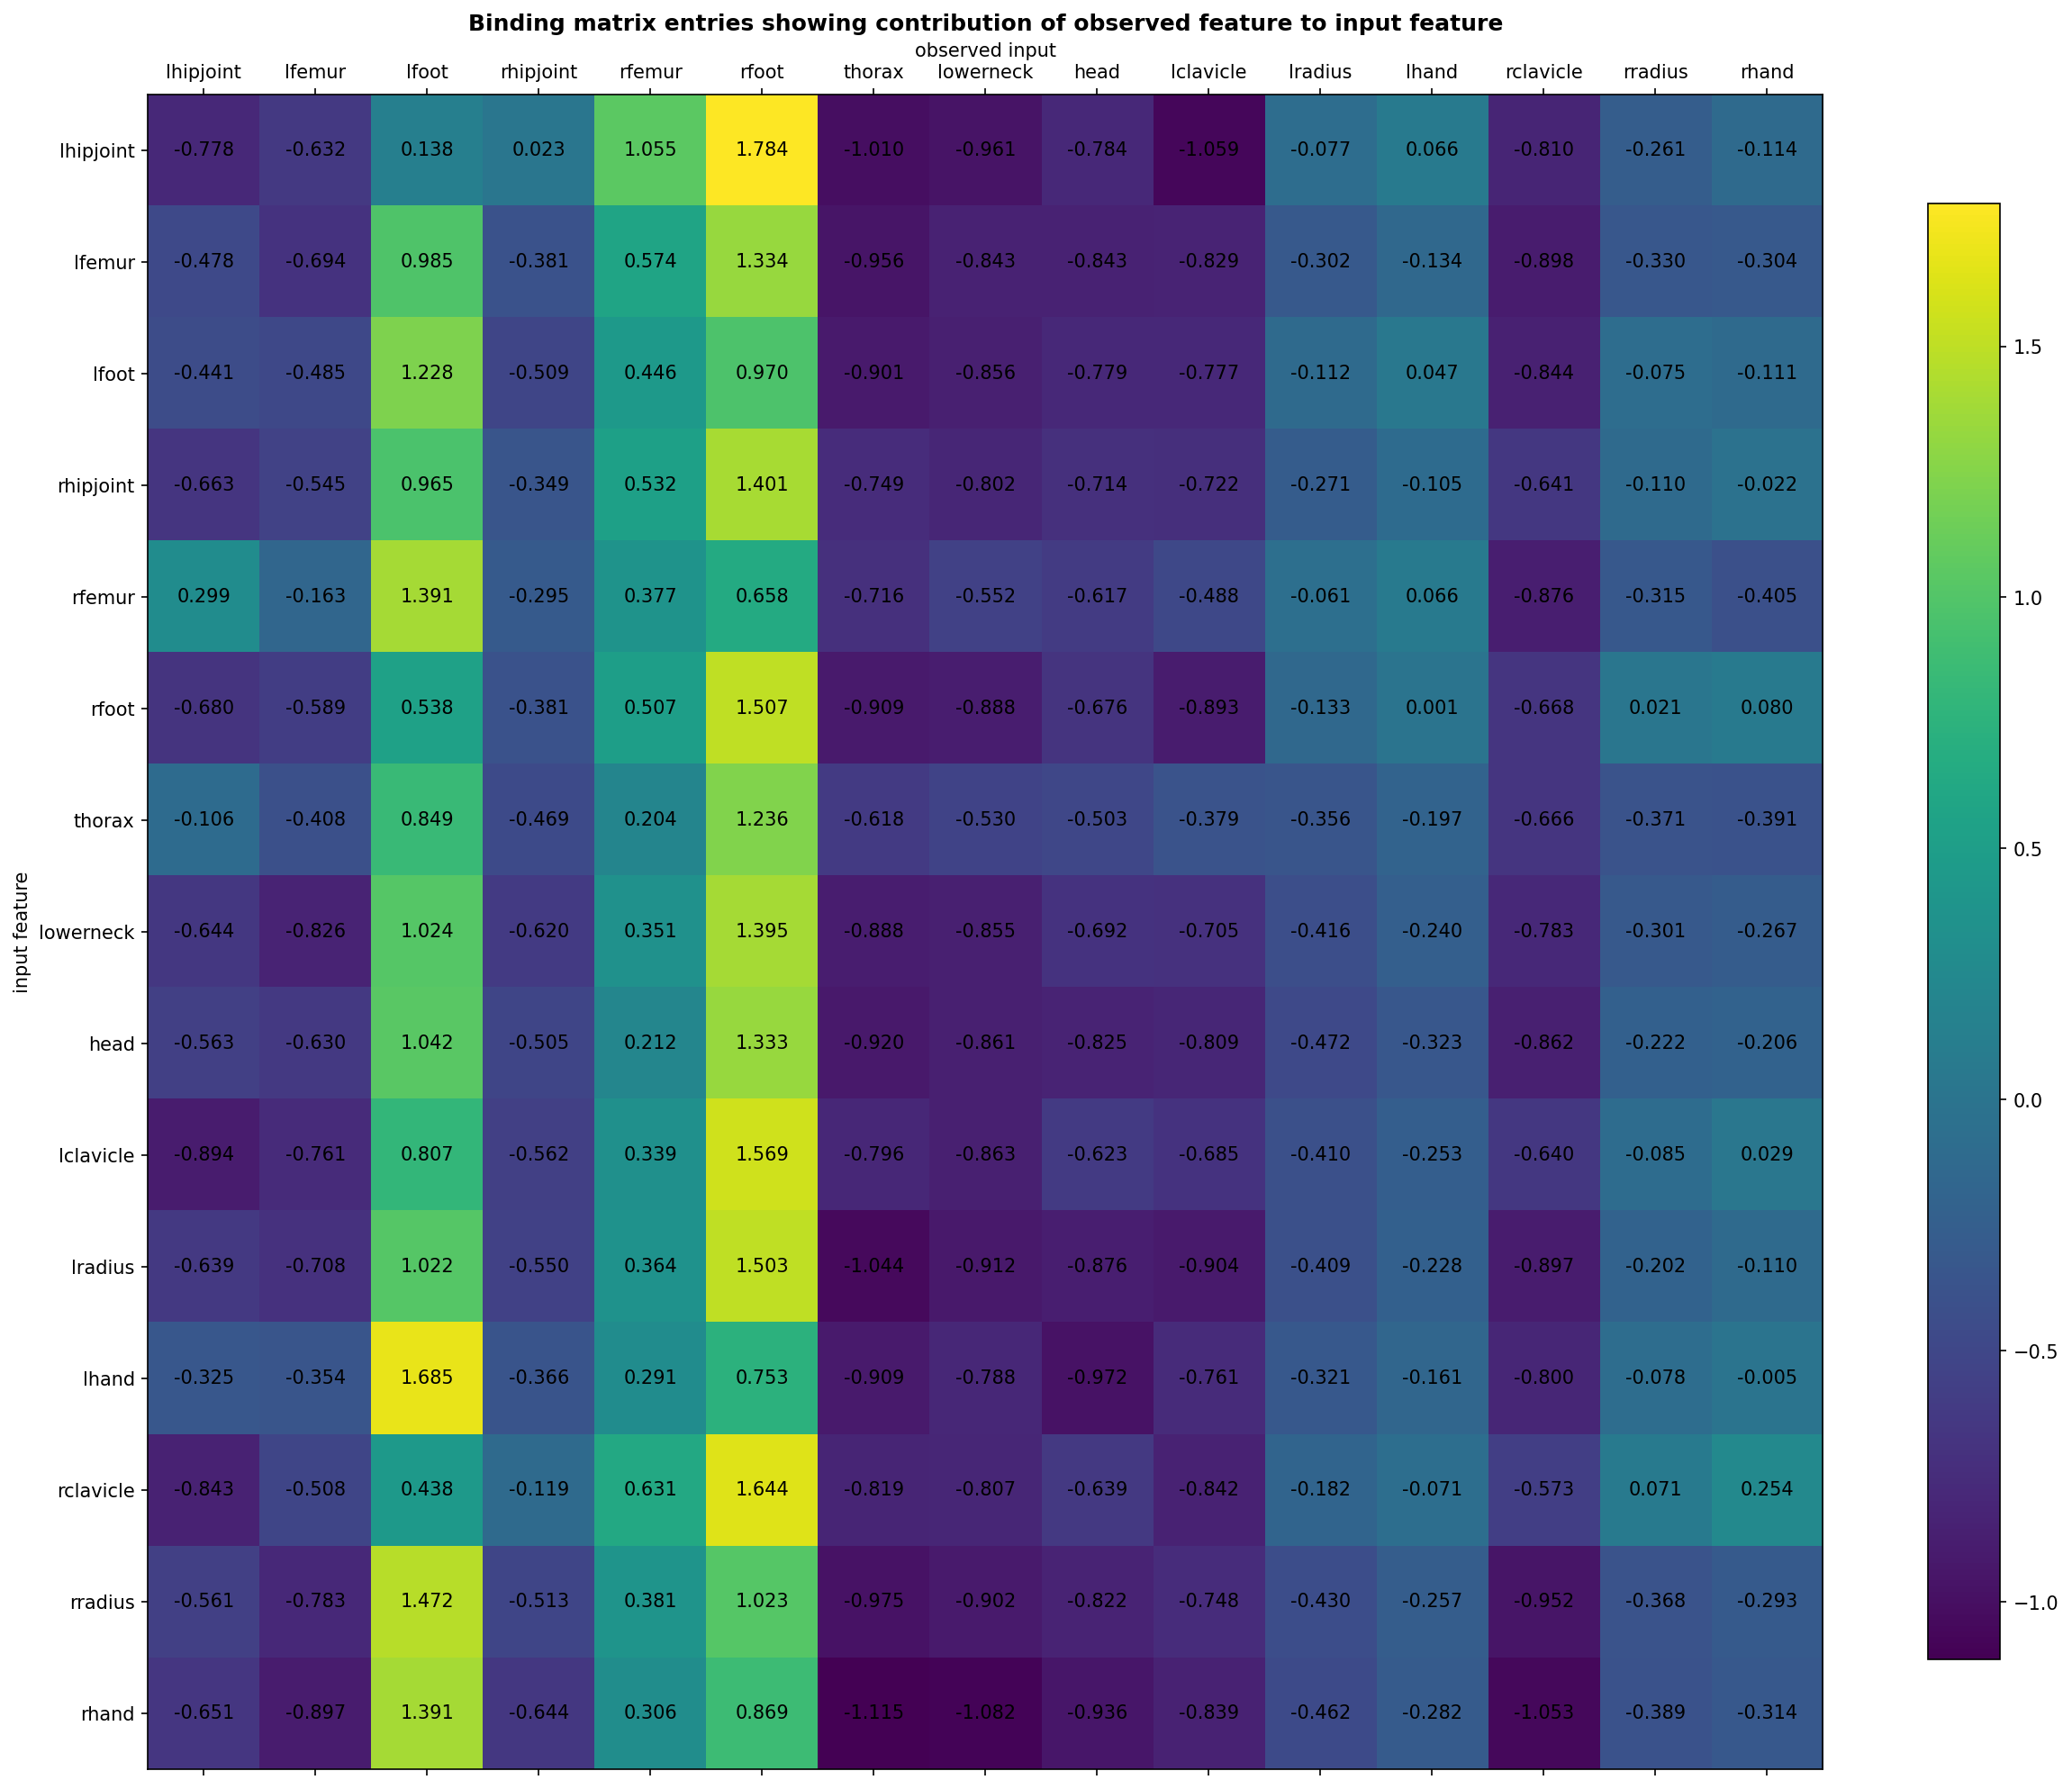 Binding matrix entries showing contribution of observed feature to input feature
observed input
lhipjoint lfemur lfoot rhipjoint rfemur rfoot thorax lowerneck head lclavicle lradius lhand rclavicle rradius rhand
lhipjoint -0.778 -0.632 0.138 0.023 1.055 1.784 -1.010 -0.961 -0.784 -1.059 -0.077 0.066 -0.810 -0.261 -0.114
lfemur -0.478 -0.694 0.985 -0.381 0.574 1.334 -0.956 -0.843 -0.843 -0.829 -0.302 -0.134 -0.898 -0.330 -0.304
lfoot -0.441 -0.485 1.228 -0.509 0.446 0.970 -0.901 -0.856 -0.779 -0.777 -0.112 0.047 -0.844 -0.075 -0.111
rhipjoint -0.663 -0.545 0.965 -0.349 0.532 1.401 -0.749 -0.802 -0.714 -0.722 -0.271 -0.105 -0.641 -0.110 -0.022
rfemur 0.299 -0.163 1.391 -0.295 0.377 0.658 -0.716 -0.552 -0.617 -0.488 -0.061 0.066 -0.876 -0.315 -0.405
rfoot -0.680 -0.589 0.538 -0.381 0.507 1.507 -0.909 -0.888 -0.676 -0.893 -0.133 0.001 -0.668 0.021 0.080
thorax -0.106 -0.408 0.849 -0.469 0.204 1.236 -0.618 -0.530 -0.503 -0.379 -0.356 -0.197 -0.666 -0.371 -0.391
lowerneck -0.644 -0.826 1.024 -0.620 0.351 1.395 -0.888 -0.855 -0.692 -0.705 -0.416 -0.240 -0.783 -0.301 -0.267
head -0.563 -0.630 1.042 -0.505 0.212 1.333 -0.920 -0.861 -0.825 -0.809 -0.472 -0.323 -0.862 -0.222 -0.206
lclavicle -0.894 -0.761 0.807 -0.562 0.339 1.569 -0.796 -0.863 -0.623 -0.685 -0.410 -0.253 -0.640 -0.085 0.029
lradius -0.639 -0.708 1.022 -0.550 0.364 1.503 -1.044 -0.912 -0.876 -0.904 -0.409 -0.228 -0.897 -0.202 -0.110
lhand -0.325 -0.354 1.685 -0.366 0.291 0.753 -0.909 -0.788 -0.972 -0.761 -0.321 -0.161 -0.800 -0.078 -0.005
rclavicle -0.843 -0.508 0.438 -0.119 0.631 1.644 -0.819 -0.807 -0.639 -0.842 -0.182 -0.071 -0.573 0.071 0.254
rradius -0.561 -0.783 1.472 -0.513 0.381 1.023 -0.975 -0.902 -0.822 -0.748 -0.430 -0.257 -0.952 -0.368 -0.293
rhand -0.651 -0.897 1.391 -0.644 0.306 0.869 -1.115 -1.082 -0.936 -0.839 -0.462 -0.282 -1.053 -0.389 -0.314
input feature
1.5
1.0
0.5
0.0
−0.5
−1.0